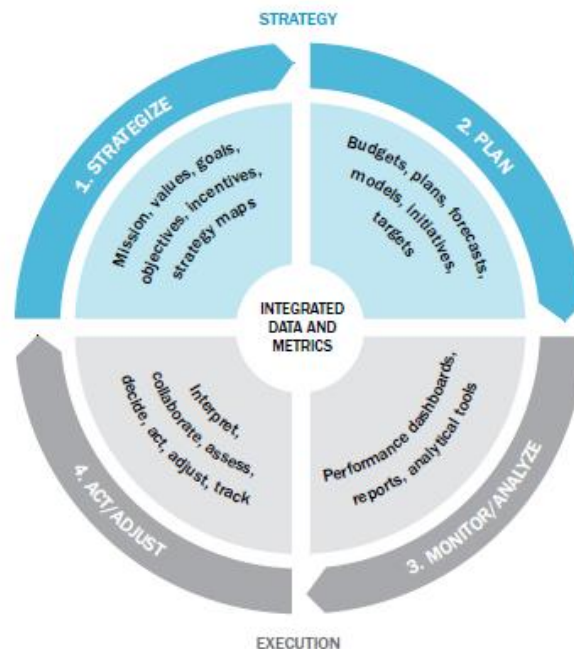 STRATEGY
1. STRATEGIZE
Mission, values, goals,
objectives, incentives,
strategy maps
2. PLAN
Budgets, plans, forecasts,
models, initiatives,
targets
INTEGRATED
DATA AND
METRICS
Interpret,
collaborate, assess,
decide, act, adjust, track
4. ACT/ADJUST
Performance dashboards,
reports, analytical tools
3. MONITOR/ANALYZE
EXECUTION